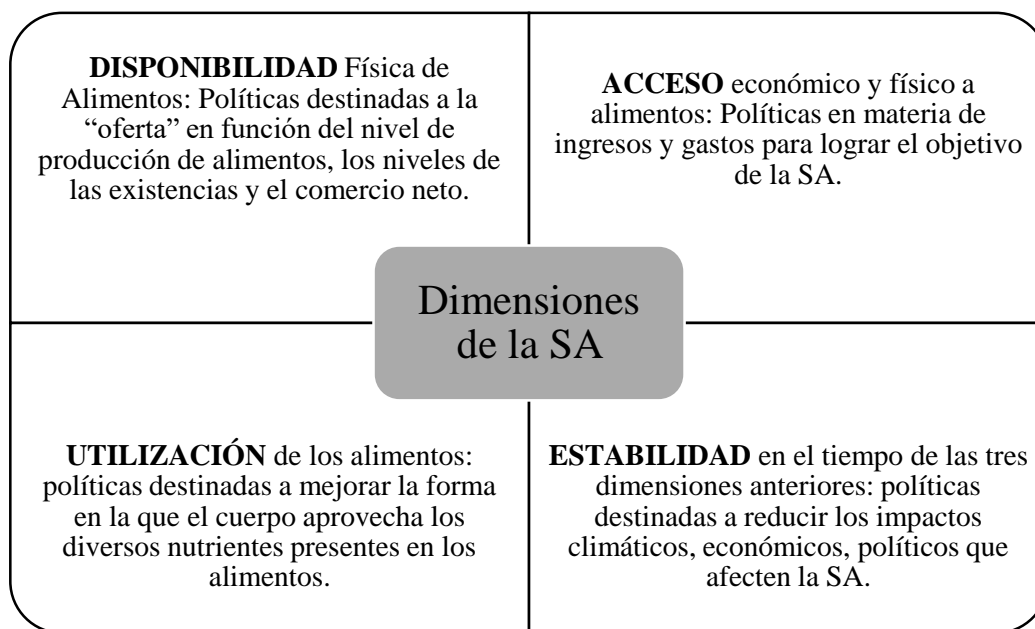 DISPONIBILIDAD Física de
Alimentos: Políticas destinadas a la
“oferta” en función del nivel de
producción de alimentos, los niveles de
las existencias y el comercio neto.
ACCESO económico y físico a
alimentos: Políticas en materia de
ingresos y gastos para lograr el objetivo
de la SA.
Dimensiones
de la SA
UTILIZACIÓN de los alimentos:
políticas destinadas a mejorar la forma
en la que el cuerpo aprovecha los
diversos nutrientes presentes en los
alimentos.
ESTABILIDAD en el tiempo de las tres
dimensiones anteriores: políticas
destinadas a reducir los impactos
climáticos, económicos, políticos que
afecten la SA.